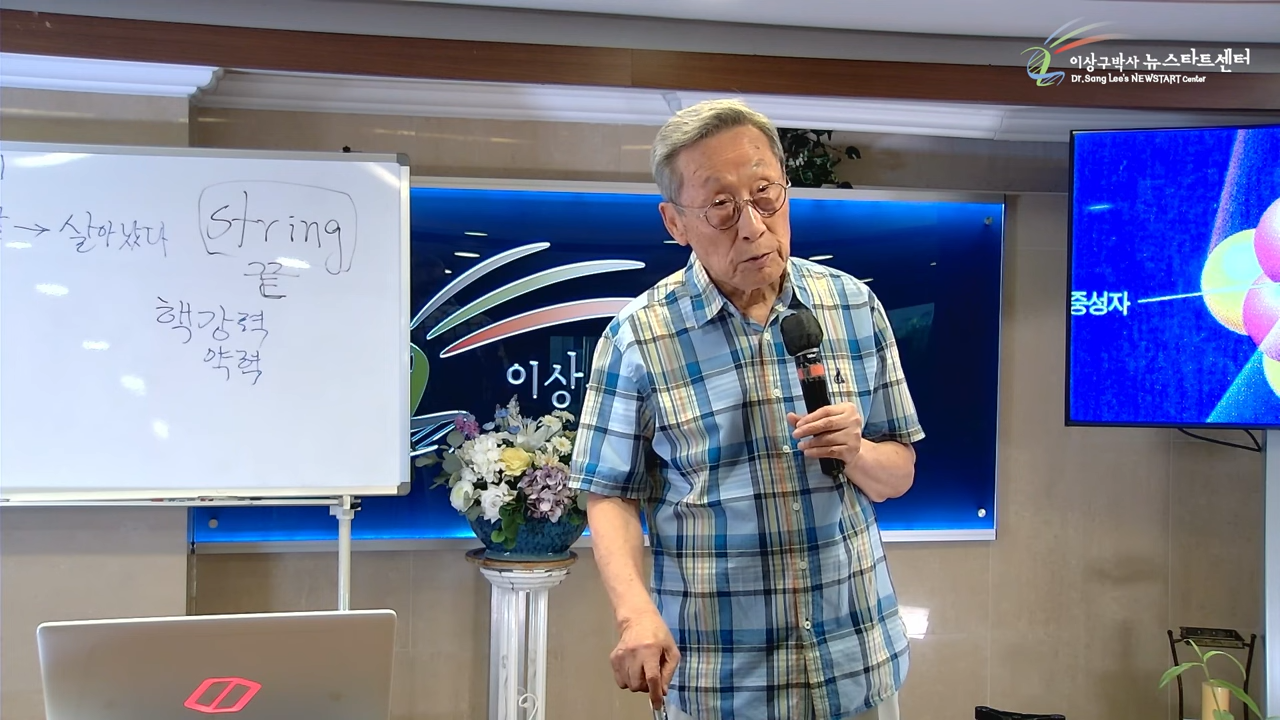 이상구박사 뉴스타트센터
Dr. Sang Lee's NEWSTART Center
→ 살아났다
string
끝
핵강력
약력
이상
중성자